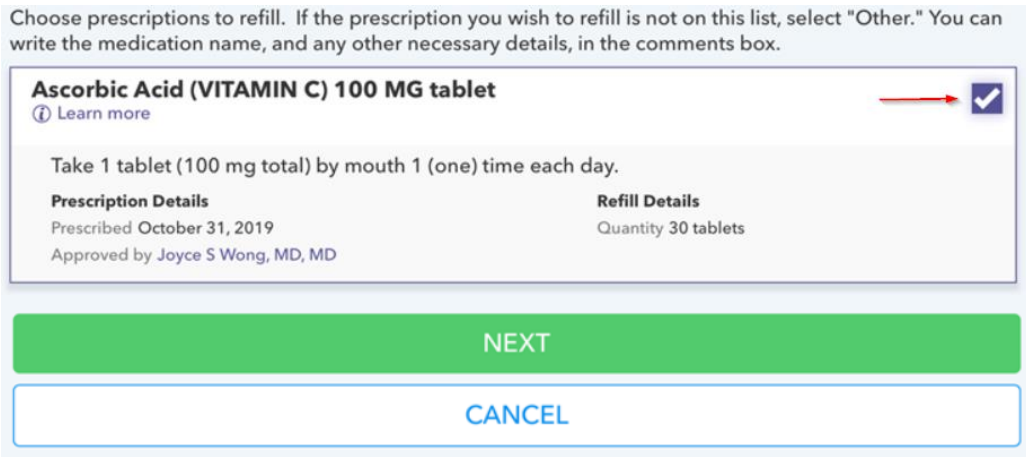 Choose prescriptions to refill.  If the prescription you wish to refill is not on this list, select "Other." You can
write the medication name, and any other necessary details, in the comments box.
Ascorbic Acid (VITAMIN C) 100 MG tablet
Learn more
Take 1 tablet (100 mg total) by mouth 1 (one) time each day.
Prescription Details
Prescribed October 31, 2019
Approved by Joyce S Wong, MD, MD
Refill Details
Quantity 30 tablets
NEXT
CANCEL